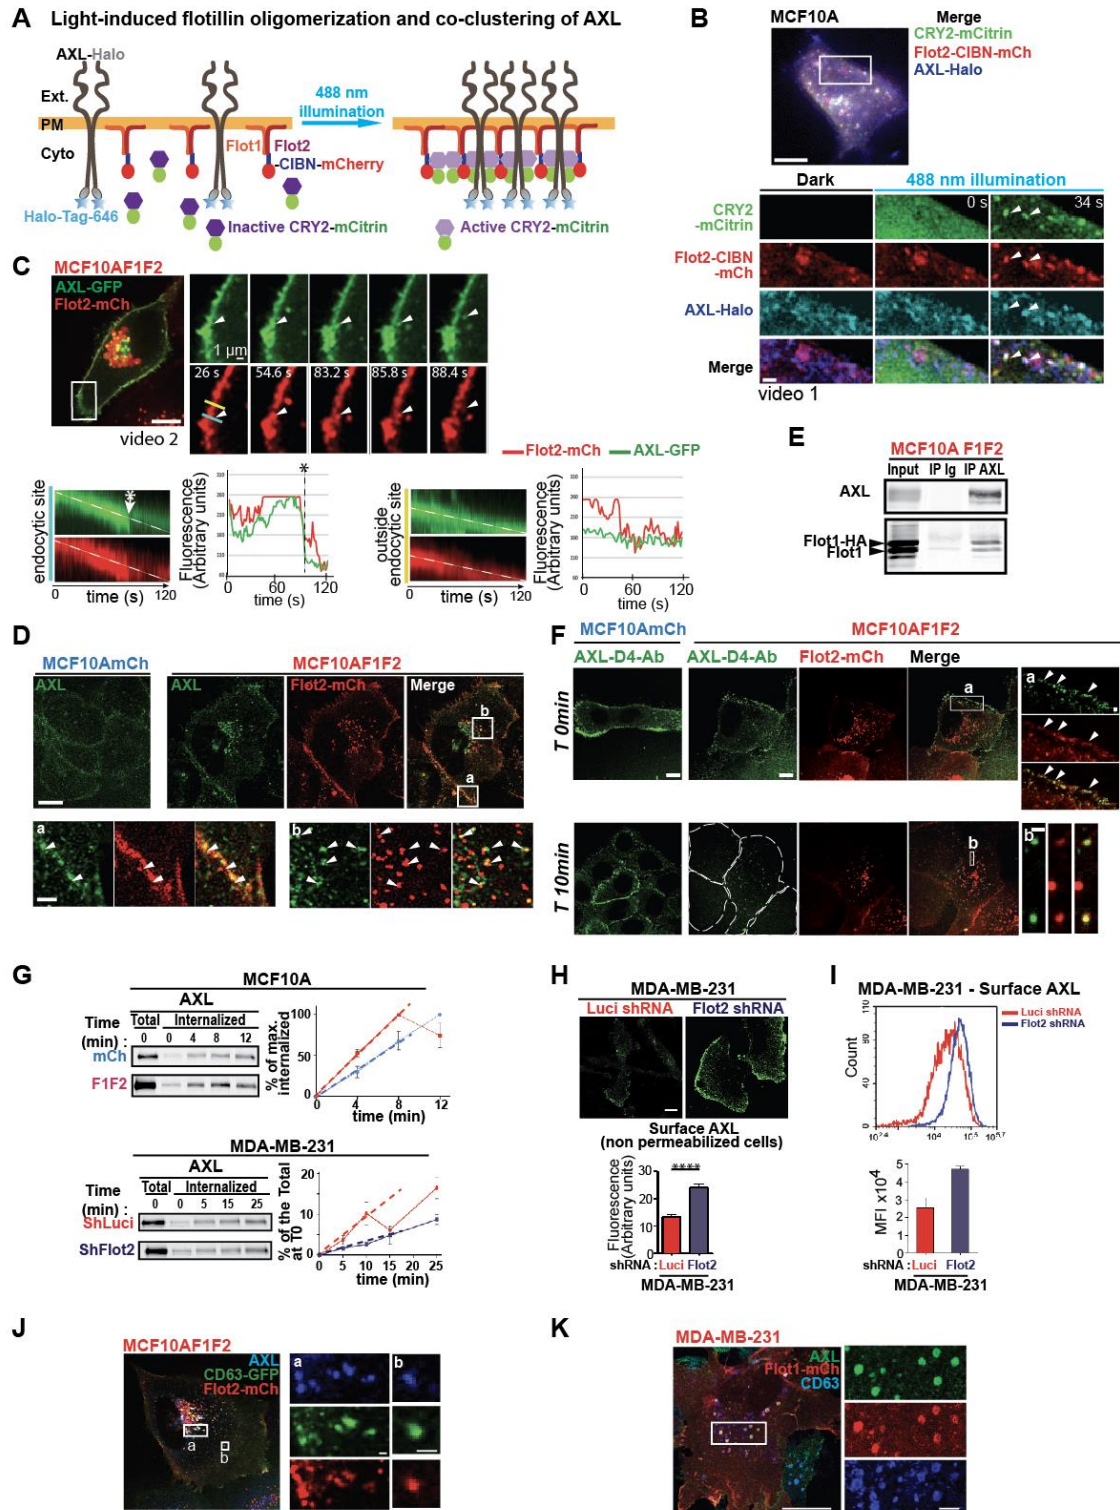 A Light-induced flotillin oligomerization and co-clustering of AXL
AXL-Halo
Ext.
PM
Cyto
488 nm
illumination
Flot1 Flot2
-CIBN-mCherry
Halo-Tag-646
Inactive CRY2-mCitrin
Active CRY2-mCitrin
B
MCF10A
Merge
CRY2-mCitrin
Flot2-CIBN-mCh
AXL-Halo
Dark 488 nm illumination
0 s 34 s
CRY2
-mCitrin
Flot2-CIBN
-mCh
AXL-Halo
Merge
video 1
C
MCF10AF1F2
AXL-GFP
Flot2-mCh
1 µm
26 s 54.6 s 83.2 s 85.8 s 88.4 s
video 2
Flot2-mCh AXL-GFP
endocytic site
time (s) 120
Fluorescence
(Arbitrary units)
*
0 60 120
time (s)
outside
endocytic site
time (s) 120
Fluorescence
(Arbitrary units)
0 60 120
time (s)
E
MCF10A F1F2
Input IP Ig IP AXL
AXL
Flot1-HA
Flot1
D
MCF10AmCh MCF10AF1F2
AXL AXL Flot2-mCh Merge
b
a
a b
F
MCF10AmCh MCF10AF1F2
AXL-D4-Ab AXL-D4-Ab Flot2-mCh Merge
T 0min
a a
T 10min
b b
G
MCF10A
AXL
Time Total Internalized
(min) : 0 0 4 8 12
mCh
F1F2
% of max.
internalized
100
50
0
0 4 8 12
time (min)
MDA-MB-231
AXL
Time Total Internalized
(min) : 0 0 5 15 25
ShLuci
ShFlot2
% of the Total
at T0
20
10
0
0 5 10 15 20 25
time (min)
H
MDA-MB-231
Luci shRNA Flot2 shRNA
Surface AXL
(non permeabilized cells)
Fluorescence
(Arbitrary units)
30
20
10
0
****
shRNA : Luci Flot2
MDA-MB-231
I
MDA-MB-231 - Surface AXL
Luci shRNA
Flot2 shRNA
Count
MFI x10⁴
5
4
3
2
1
0
shRNA : Luci Flot2
MDA-MB-231
J
MCF10AF1F2
AXL
CD63-GFP
Flot2-mCh
a
b
a b
K
MDA-MB-231
AXL
Flot1-mCh
CD63